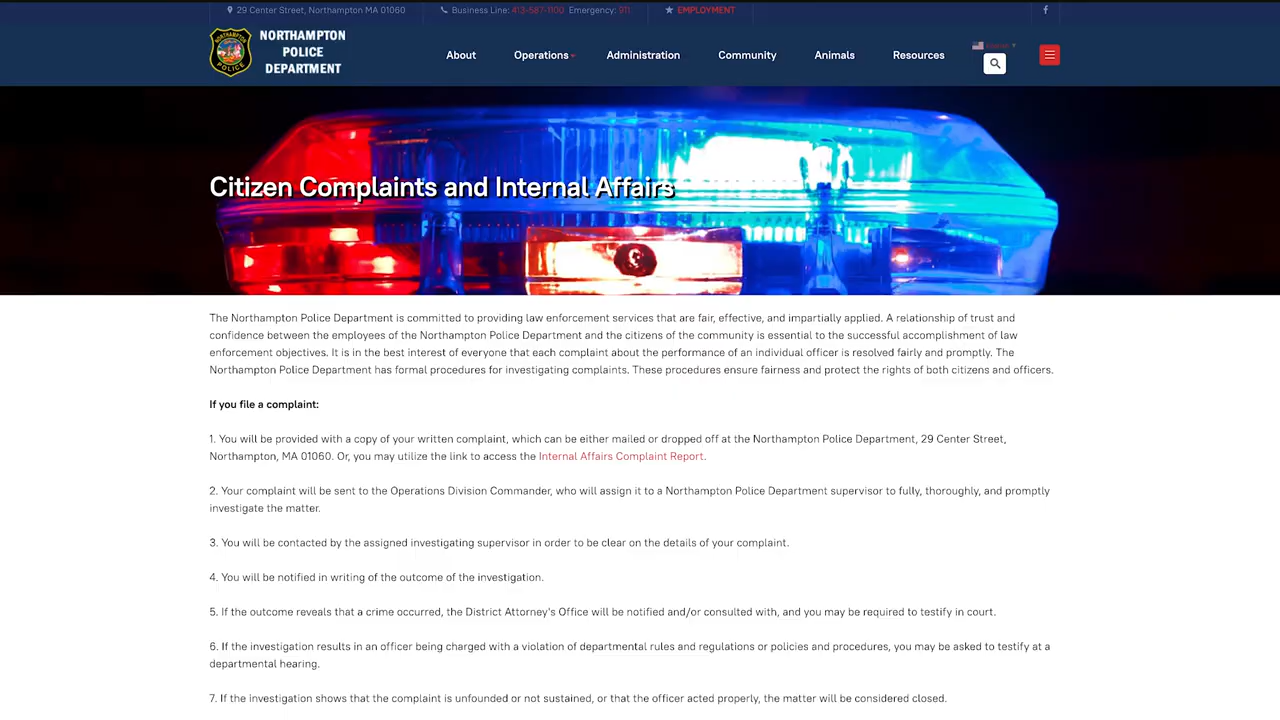 29 Center Street, Northampton MA 01060 Business Line: 413-587-1100 Emergency: 911 EMPLOYMENT
NORTHAMPTON
POLICE
DEPARTMENT
About Operations Administration Community Animals Resources
English
Citizen Complaints and Internal Affairs
The Northampton Police Department is committed to providing law enforcement services that are fair, effective, and impartially applied. A relationship of trust and
confidence between the employees of the Northampton Police Department and the citizens of the community is essential to the successful accomplishment of law
enforcement objectives. It is in the best interest of everyone that each complaint about the performance of an individual officer is resolved fairly and promptly. The
Northampton Police Department has formal procedures for investigating complaints. These procedures ensure fairness and protect the rights of both citizens and officers.
If you file a complaint:
1. You will be provided with a copy of your written complaint, which can be either mailed or dropped off at the Northampton Police Department, 29 Center Street,
Northampton, MA 01060. Or, you may utilize the link to access the Internal Affairs Complaint Report.
2. Your complaint will be sent to the Operations Division Commander, who will assign it to a Northampton Police Department supervisor to fully, thoroughly, and promptly
investigate the matter.
3. You will be contacted by the assigned investigating supervisor in order to be clear on the details of your complaint.
4. You will be notified in writing of the outcome of the investigation.
5. If the outcome reveals that a crime occurred, the District Attorney's Office will be notified and/or consulted with, and you may be required to testify in court.
6. If the investigation results in an officer being charged with a violation of departmental rules and regulations or policies and procedures, you may be asked to testify at a
departmental hearing.
7. If the investigation shows that the complaint is unfounded or not sustained, or that the officer acted properly, the matter will be considered closed.